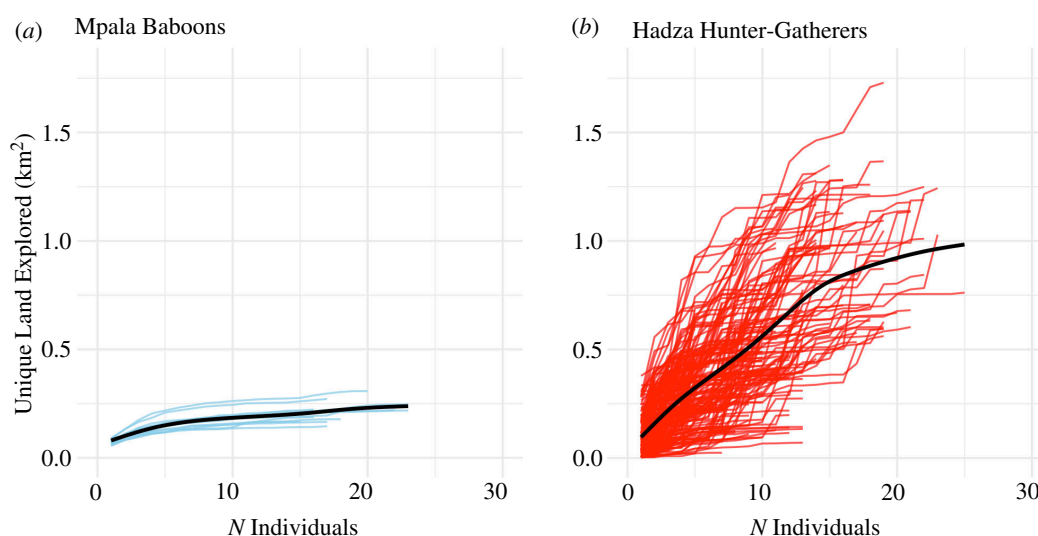 (a) Mpala Baboons
(b) Hadza Hunter-Gatherers
Unique Land Explored (km²)
1.5
1.0
0.5
0.0
0 10 20 30
N Individuals
1.5
1.0
0.5
0.0
0 10 20 30
N Individuals